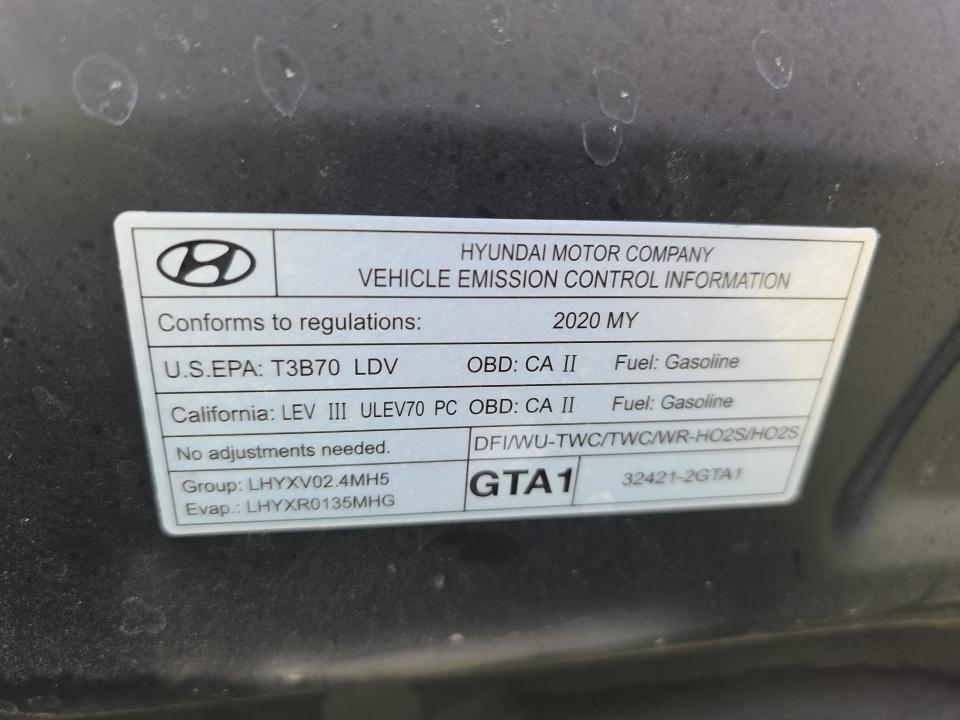 HYUNDAI MOTOR COMPANY
VEHICLE EMISSION CONTROL INFORMATION
Conforms to regulations: 2020 MY
U.S.EPA: T3B70 LDV OBD: CA II Fuel: Gasoline
California: LEV III ULEV70 PC OBD: CA II Fuel: Gasoline
No adjustments needed. DFI/WU-TWC/TWC/WR-HO2S/HO2S
Group: LHYXV02.4MH5
Evap.: LHYXR0135MHG
GTA1 32421-2GTA1